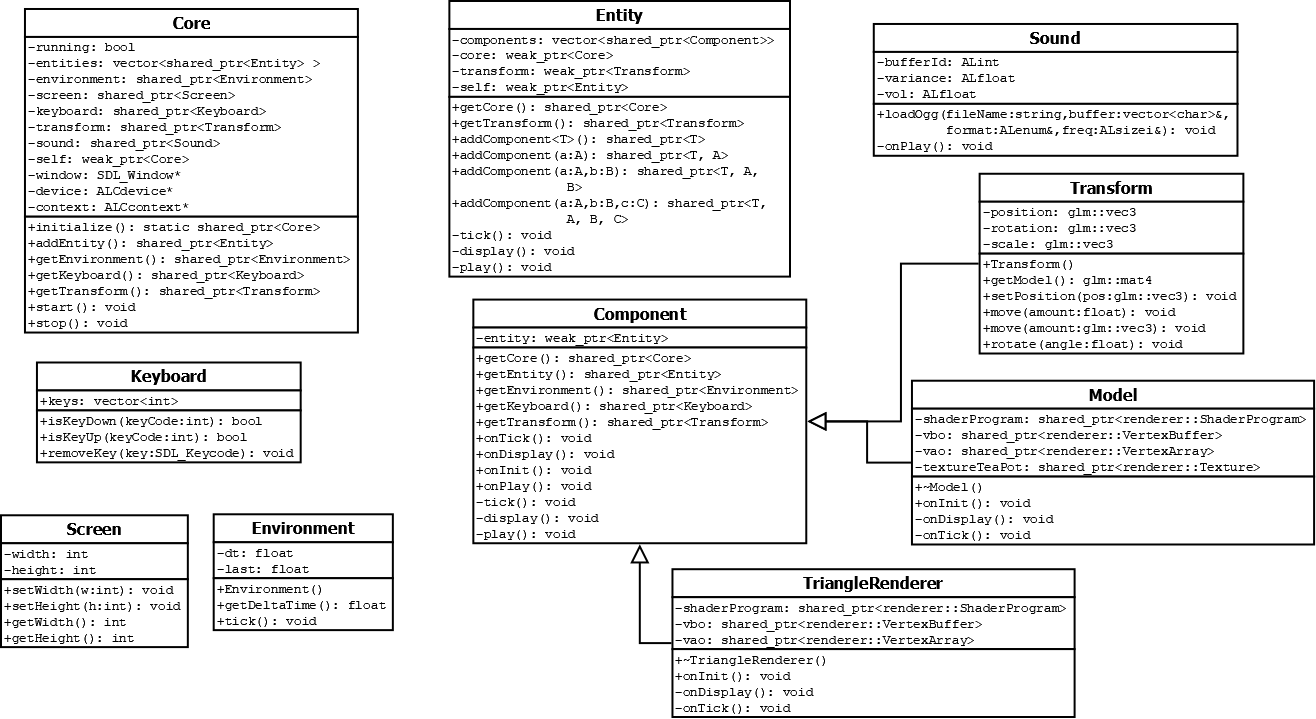 Core
-running: bool
-entities: vector<shared_ptr<Entity> >
-environment: shared_ptr<Environment>
-screen: shared_ptr<Screen>
-keyboard: shared_ptr<Keyboard>
-transform: shared_ptr<Transform>
-sound: shared_ptr<Sound>
-self: weak_ptr<Core>
-window: SDL_Window*
-device: ALCdevice*
-context: ALCcontext*
+initialize(): static shared_ptr<Core>
+addEntity(): shared_ptr<Entity>
+getEnvironment(): shared_ptr<Environment>
+getKeyboard(): shared_ptr<Keyboard>
+getTransform(): shared_ptr<Transform>
+start(): void
+stop(): void
Entity
-components: vector<shared_ptr<Component>>
-core: weak_ptr<Core>
-transform: weak_ptr<Transform>
-self: weak_ptr<Entity>
+getCore(): shared_ptr<Core>
+getTransform(): shared_ptr<Transform>
+addComponent<T>(): shared_ptr<T>
+addComponent(a:A): shared_ptr<T, A>
+addComponent(a:A,b:B): shared_ptr<T, A,
B>
+addComponent(a:A,b:B,c:C): shared_ptr<T,
A, B, C>
-tick(): void
-display(): void
-play(): void
Sound
-bufferId: ALint
-variance: ALfloat
-vol: ALfloat
+loadOgg(fileName:string,buffer:vector<char>&,
format:ALenum&,freq:ALsizei&): void
-onPlay(): void
Transform
-position: glm::vec3
-rotation: glm::vec3
-scale: glm::vec3
+Transform()
+getModel(): glm::mat4
+setPosition(pos:glm::vec3): void
+move(amount:float): void
+move(amount:glm::vec3): void
+rotate(angle:float): void
Component
-entity: weak_ptr<Entity>
+getCore(): shared_ptr<Core>
+getEntity(): shared_ptr<Entity>
+getEnvironment(): shared_ptr<Environment>
+getKeyboard(): shared_ptr<Keyboard>
+getTransform(): shared_ptr<Transform>
+onTick(): void
+onDisplay(): void
+onInit(): void
+onPlay(): void
-tick(): void
-display(): void
-play(): void
Keyboard
+keys: vector<int>
+isKeyDown(keyCode:int): bool
+isKeyUp(keyCode:int): bool
+removeKey(key:SDL_Keycode): void
Model
-shaderProgram: shared_ptr<renderer::ShaderProgram>
-vbo: shared_ptr<renderer::VertexBuffer>
-vao: shared_ptr<renderer::VertexArray>
-textureTeaPot: shared_ptr<renderer::Texture>
+~Model()
+onInit(): void
-onDisplay(): void
-onTick(): void
Screen
-width: int
-height: int
+setWidth(w:int): void
+setHeight(h:int): void
+getWidth(): int
+getHeight(): int
Environment
-dt: float
-last: float
+Environment()
+getDeltaTime(): float
+tick(): void
TriangleRenderer
-shaderProgram: shared_ptr<renderer::ShaderProgram>
-vbo: shared_ptr<renderer::VertexBuffer>
-vao: shared_ptr<renderer::VertexArray>
+~TriangleRenderer()
+onInit(): void
-onDisplay(): void
-onTick(): void